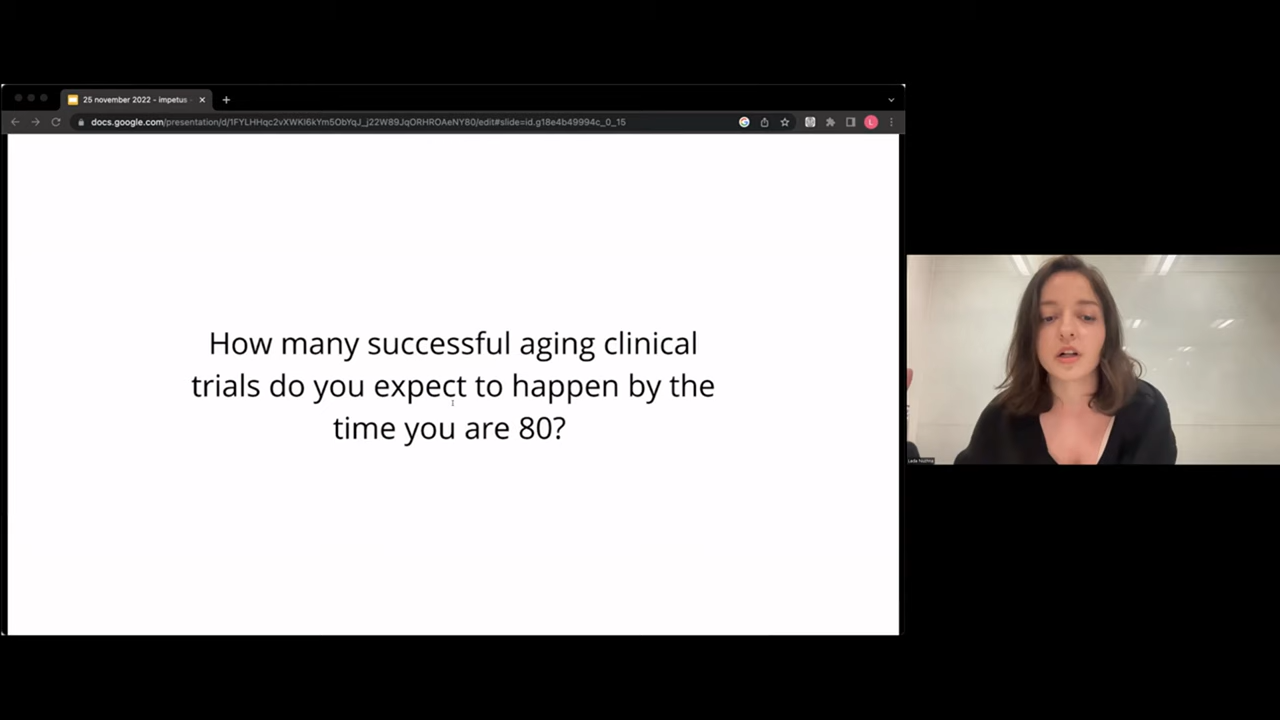 25 november 2022 - impetus -
docs.google.com/presentation/d/1FYLHHqc2vXWKI6kYm5ObYqJ_j22W89JqORHROAeNY80/edit#slide=id.g18e4b49994c_0_15
L
How many successful aging clinical
trials do you expect to happen by the
time you are 80?